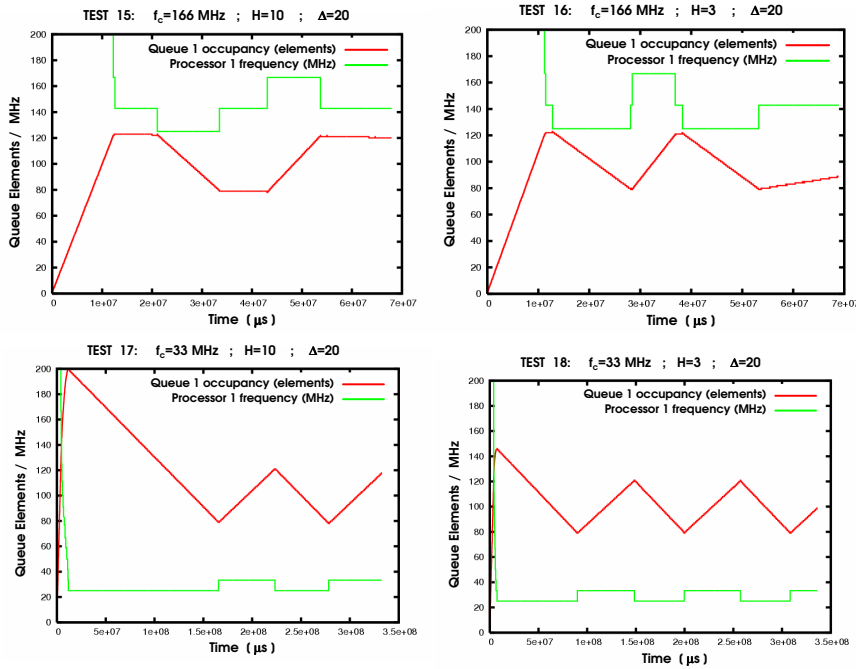 TEST 15: f_c=166 MHz ; H=10 ; Δ=20
Queue 1 occupancy (elements)
Processor 1 frequency (MHz)
Queue Elements / MHz
200
180
160
140
120
100
80
60
40
20
0
0 1e+07 2e+07 3e+07 4e+07 5e+07 6e+07 7e+07
Time ( μs )
TEST 16: f_c=166 MHz ; H=3 ; Δ=20
Queue 1 occupancy (elements)
Processor 1 frequency (MHz)
Queue Elements / MHz
200
180
160
140
120
100
80
60
40
20
0
0 1e+07 2e+07 3e+07 4e+07 5e+07 6e+07 7e+07
Time ( μs )
TEST 17: f_c=33 MHz ; H=10 ; Δ=20
Queue 1 occupancy (elements)
Processor 1 frequency (MHz)
Queue Elements / MHz
200
180
160
140
120
100
80
60
40
20
0
0 5e+07 1e+08 1.5e+08 2e+08 2.5e+08 3e+08 3.5e+08
Time ( μs )
TEST 18: f_c=33 MHz ; H=3 ; Δ=20
Queue 1 occupancy (elements)
Processor 1 frequency (MHz)
Queue Elements / MHz
200
180
160
140
120
100
80
60
40
20
0
0 5e+07 1e+08 1.5e+08 2e+08 2.5e+08 3e+08 3.5e+08
Time ( μs )